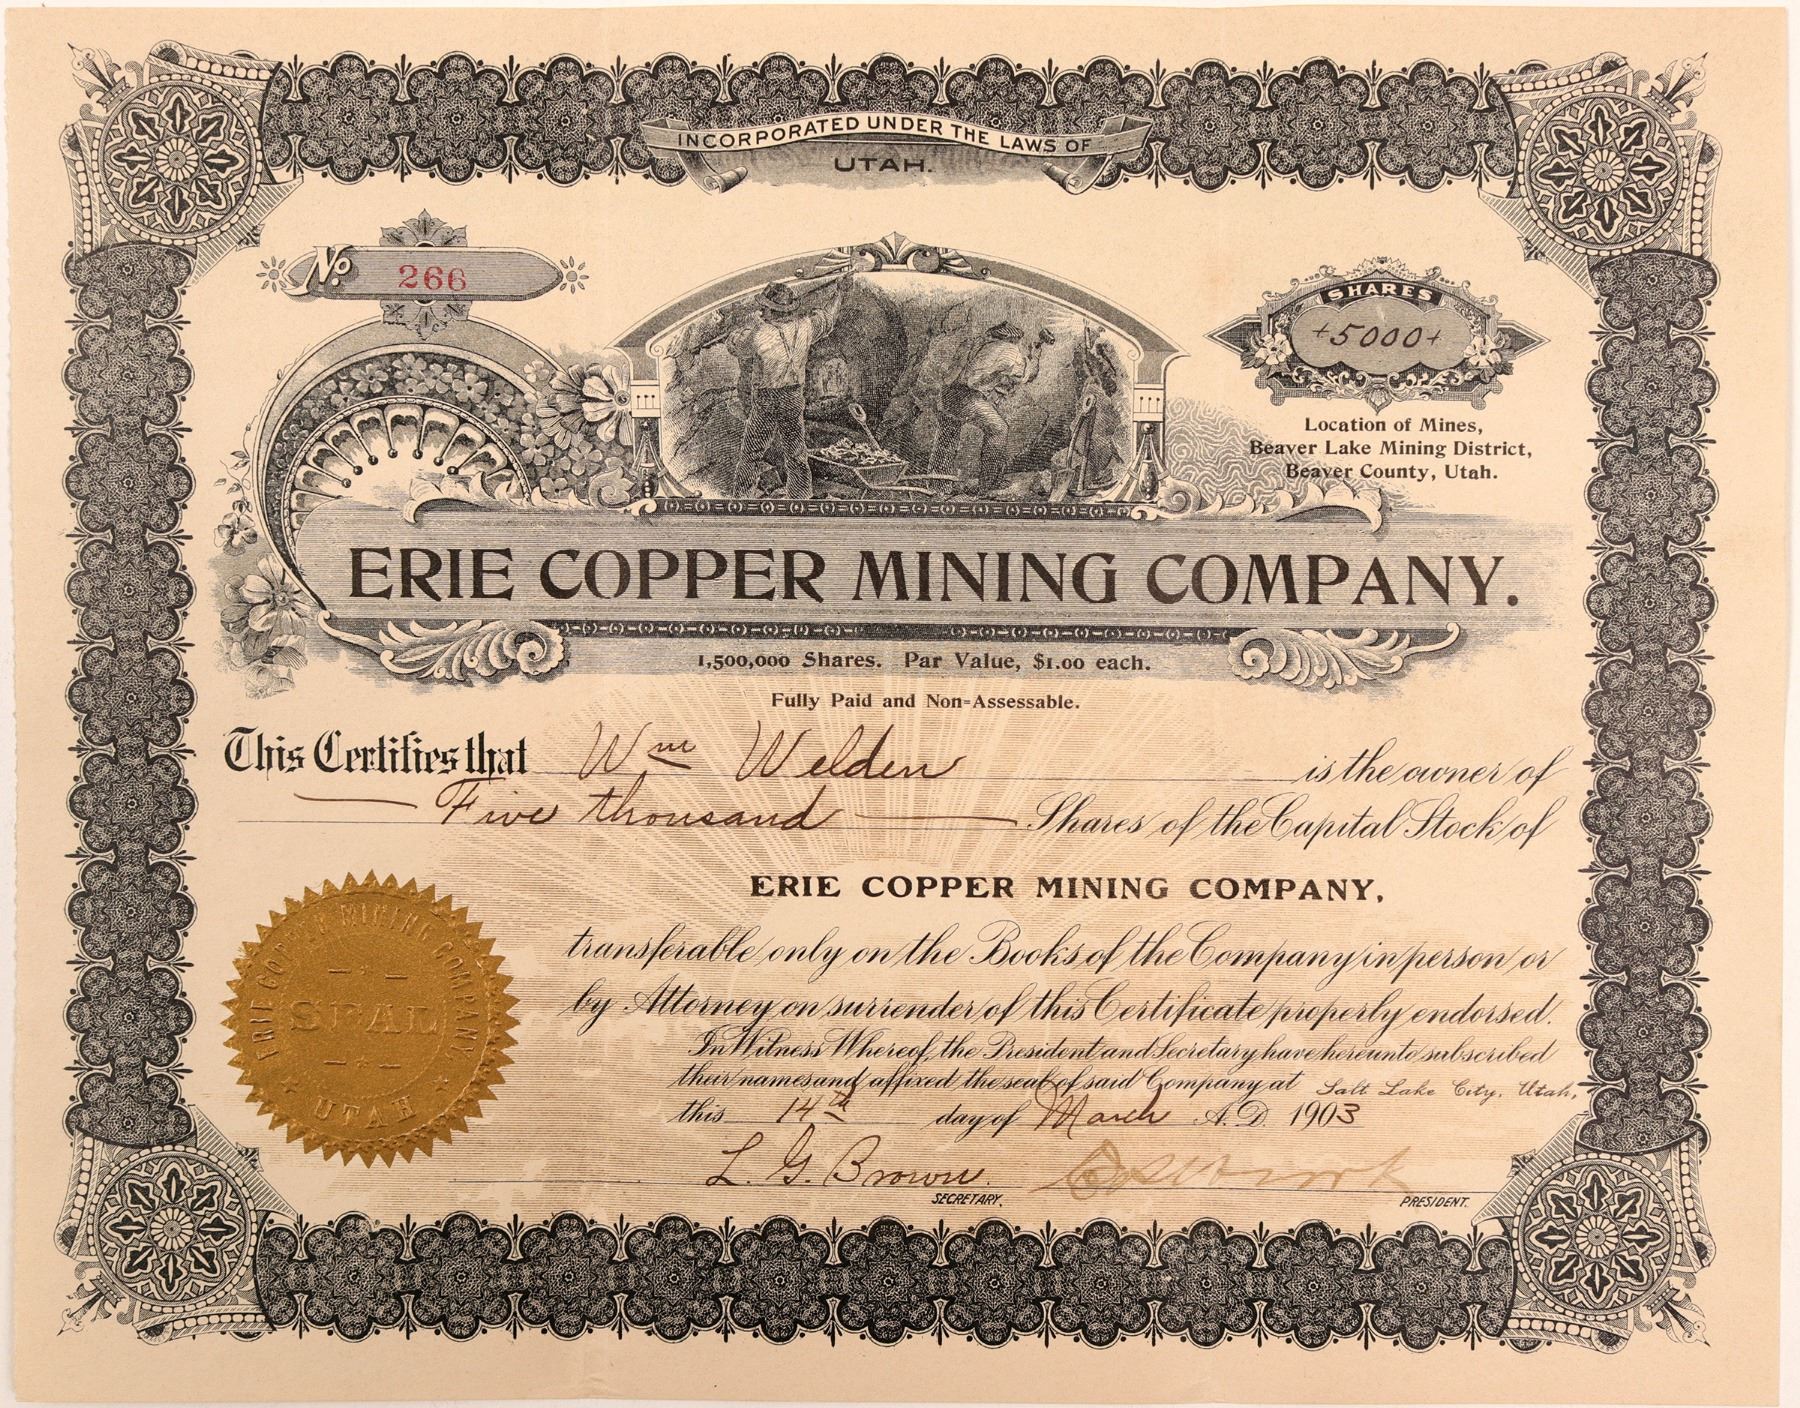 INCORPORATED UNDER THE LAWS OF
UTAH.
No. 266
SHARES
+5000+
Location of Mines,
Beaver Lake Mining District,
Beaver County, Utah.
ERIE COPPER MINING COMPANY.
1,500,000 Shares. Par Value, $1.00 each.
Fully Paid and Non-Assessable.
This Certifies that Wm Welden is the owner of
Five thousand Shares of the Capital Stock of
ERIE COPPER MINING COMPANY,
transferable only on the Books of the Company in person or
by Attorney on surrender of this Certificate properly endorsed.
In Witness Whereof, the President and Secretary have hereunto subscribed
their names and affixed the seal of said Company at Salt Lake City, Utah,
this 14th day of March A.D. 1903
L. G. Brown
SECRETARY.
PRESIDENT.
ERIE COPPER MINING COMPANY.
SEAL
UTAH